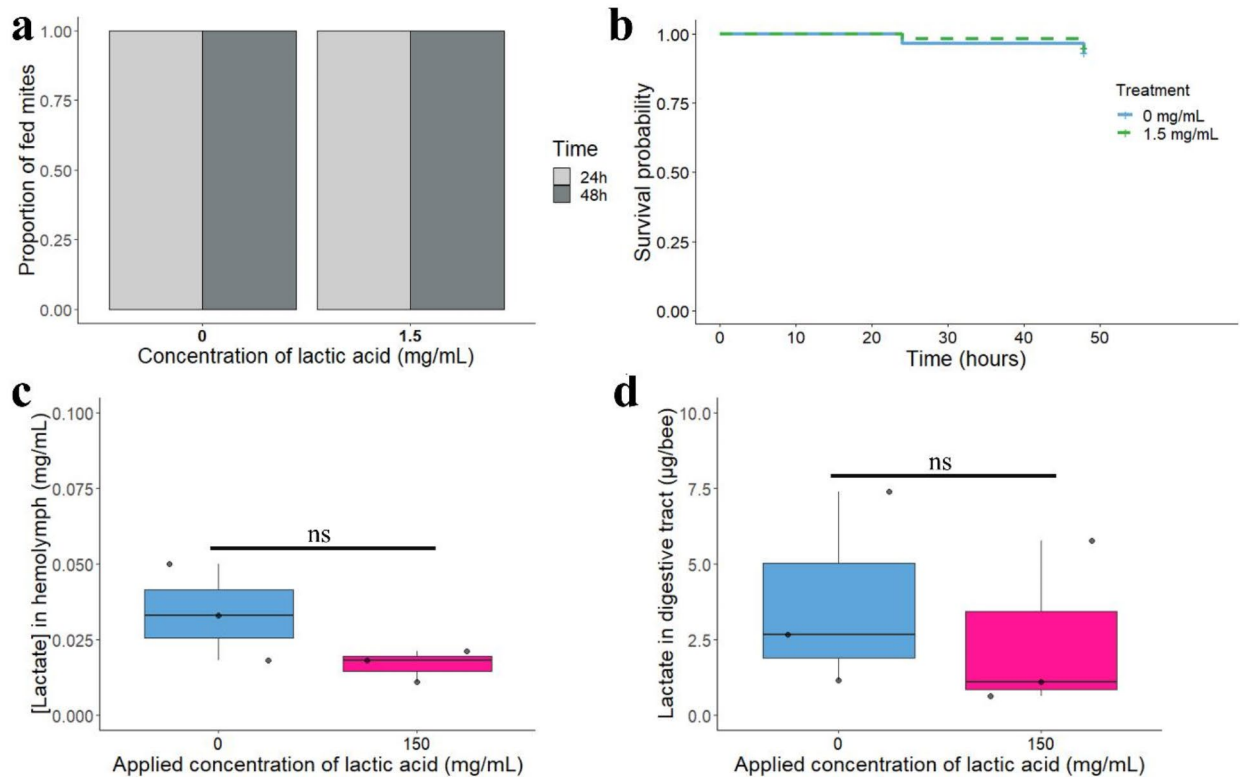 a
Proportion of fed mites
1.00
0.75
0.50
0.25
0.00
0
1.5
Concentration of lactic acid (mg/mL)
Time
24h
48h
b
Survival probability
1.00
0.75
0.50
0.25
0.00
0
10
20
30
40
50
Time (hours)
Treatment
0 mg/mL
1.5 mg/mL
c
[Lactate] in hemolymph (mg/mL)
0.100
0.075
0.050
0.025
0.000
ns
0
150
Applied concentration of lactic acid (mg/mL)
d
Lactate in digestive tract (µg/bee)
10.0
7.5
5.0
2.5
0.0
ns
0
150
Applied concentration of lactic acid (mg/mL)